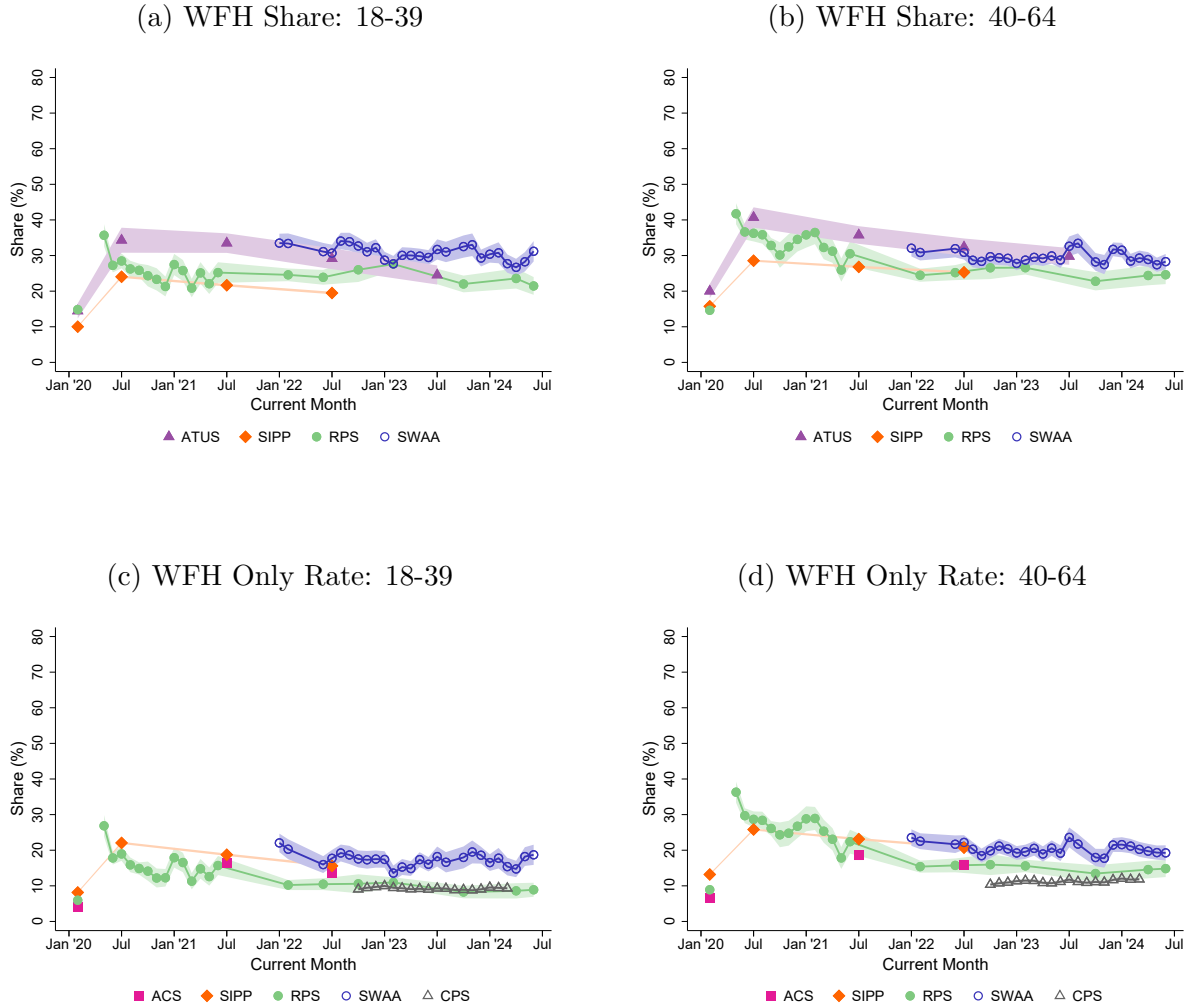 (a) WFH Share: 18-39
Share (%)
80
70
60
50
40
30
20
10
0
Jan '20 Jul Jan '21 Jul Jan '22 Jul Jan '23 Jul Jan '24 Jul
Current Month
ATUS SIPP RPS SWAA
(b) WFH Share: 40-64
Share (%)
80
70
60
50
40
30
20
10
0
Jan '20 Jul Jan '21 Jul Jan '22 Jul Jan '23 Jul Jan '24 Jul
Current Month
ATUS SIPP RPS SWAA
(c) WFH Only Rate: 18-39
Share (%)
80
70
60
50
40
30
20
10
0
Jan '20 Jul Jan '21 Jul Jan '22 Jul Jan '23 Jul Jan '24 Jul
Current Month
ACS SIPP RPS SWAA CPS
(d) WFH Only Rate: 40-64
Share (%)
80
70
60
50
40
30
20
10
0
Jan '20 Jul Jan '21 Jul Jan '22 Jul Jan '23 Jul Jan '24 Jul
Current Month
ACS SIPP RPS SWAA CPS